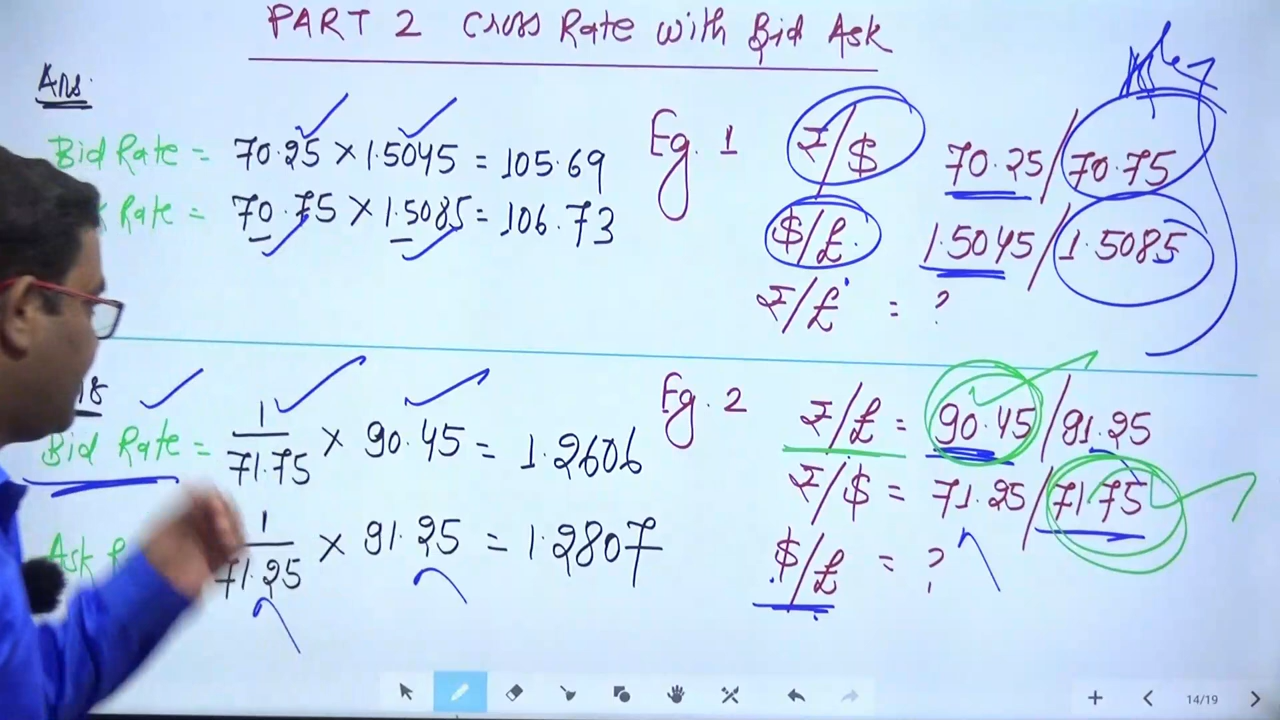 PART 2 Cross Rate with Bid Ask
Ans.
Bid Rate = 70.25 × 1.5045 = 105.69
Rate = 70.75 × 1.5085 = 106.73
Eg. 1
₹/$ 70.25/70.75
$/£ 1.5045/1.5085
₹/£ = ?
Bid Rate = 1/71.75 × 90.45 = 1.2606
Ask 1/71.25 × 91.25 = 1.2807
Eg. 2
₹/£ = 90.45/91.25
₹/$ = 71.25/71.75
$/£ = ?
14/19